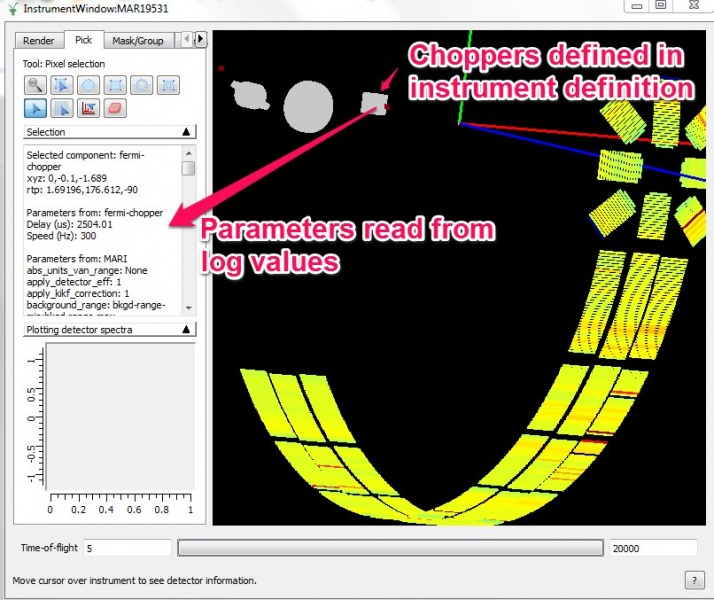 InstrumentWindow:MAR19531
Render
Pick
Mask/Group
Tool: Pixel selection
Selection
Selected component: fermi-
chopper
xyz: 0,-0.1,-1.689
rtp: 1.69196,176.612,-90
Parameters from: fermi-chopper
Delay (us): 2504.01
Speed (Hz): 300
Parameters from: MARI
abs_units_van_range: None
apply_detector_eff: 1
apply_kikf_correction: 1
background_range: bkgd-range-
Plotting detector spectra
1
0.5
0
-0.5
-1
0 0.2 0.4 0.6 0.8 1
Choppers defined in
instrument definition
Parameters read from
log values
Time-of-flight 5 20000
Move cursor over instrument to see detector information.
?